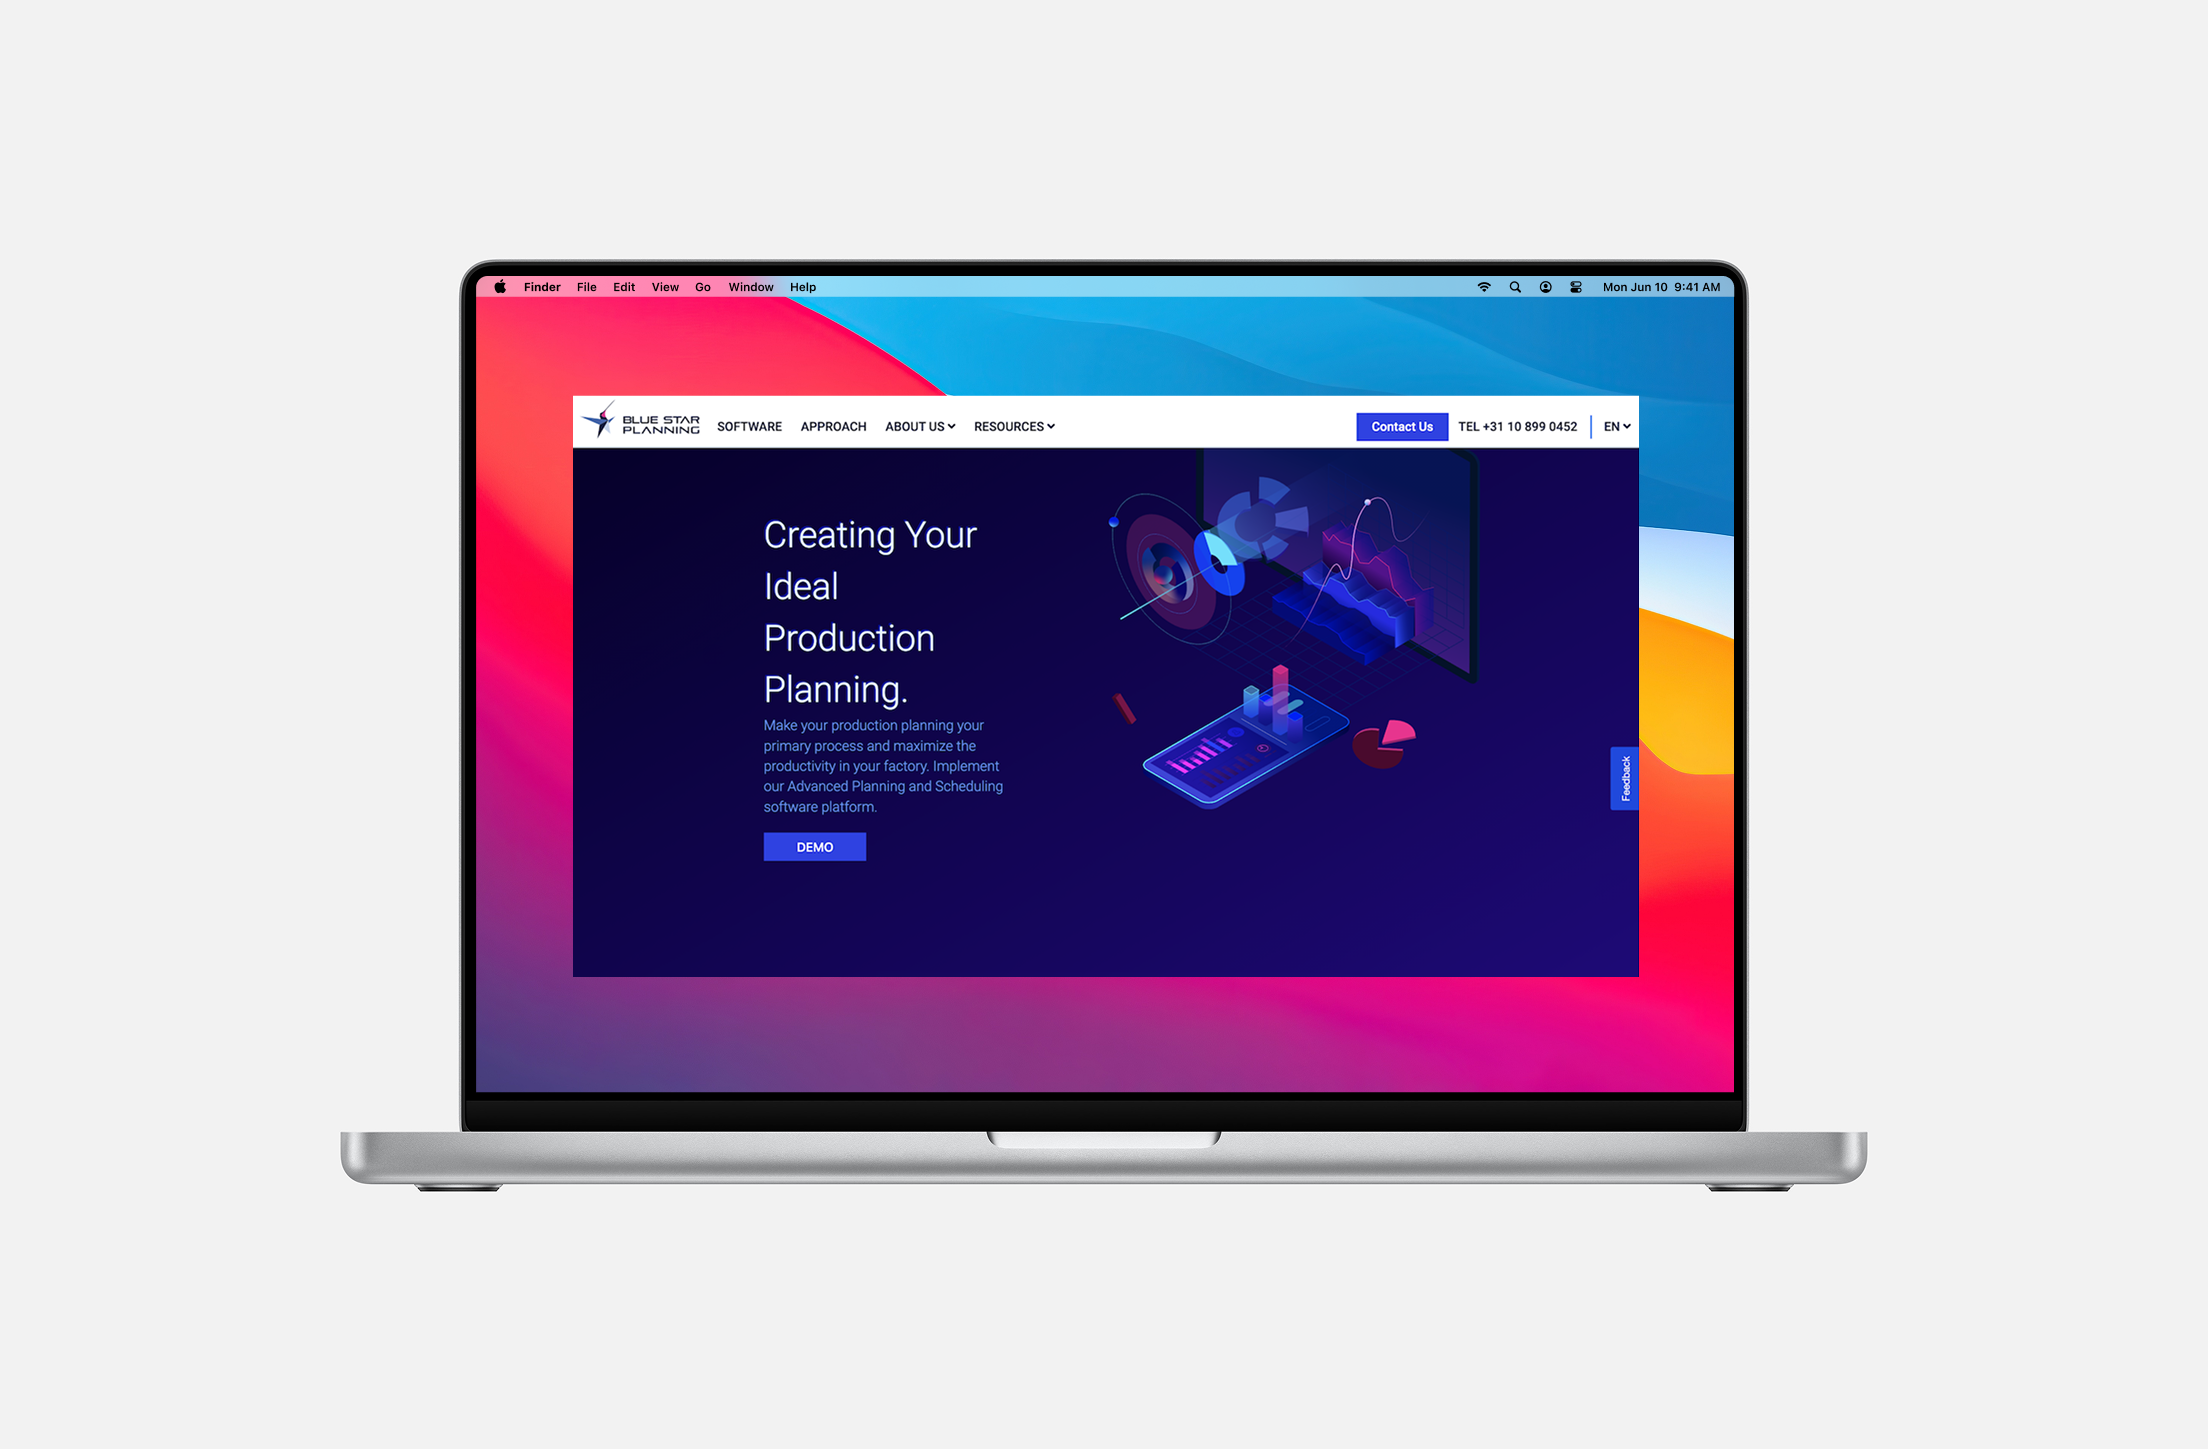 Finder File Edit View Go Window Help Mon Jun 10 9:41 AM
BLUE STAR
PLANNING
SOFTWARE APPROACH ABOUT US RESOURCES Contact Us TEL +31 10 899 0452 EN
Creating Your
Ideal
Production
Planning.
Make your production planning your
primary process and maximize the
productivity in your factory. Implement
our Advanced Planning and Scheduling
software platform.
DEMO
Feedback